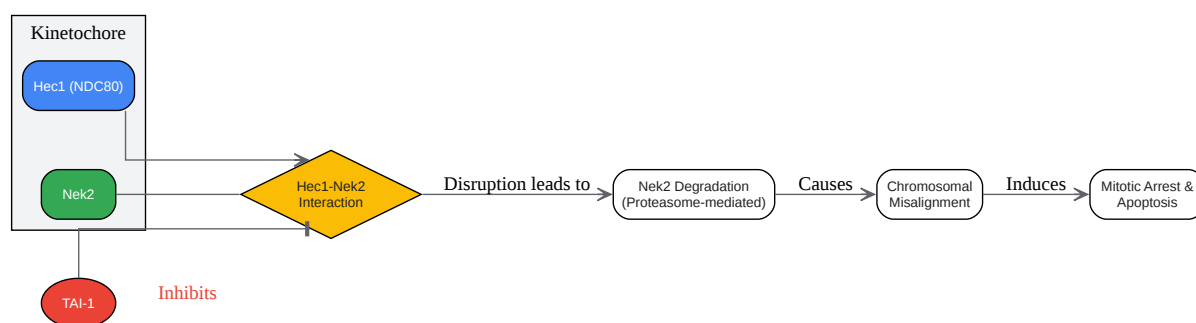 Kinetochore
Hec1 (NDC80)
Nek2
Hec1-Nek2
Interaction
Disruption leads to
Nek2 Degradation
(Proteasome-mediated)
Causes
Chromosomal
Misalignment
Induces
Mitotic Arrest &
Apoptosis
TAI-1
Inhibits